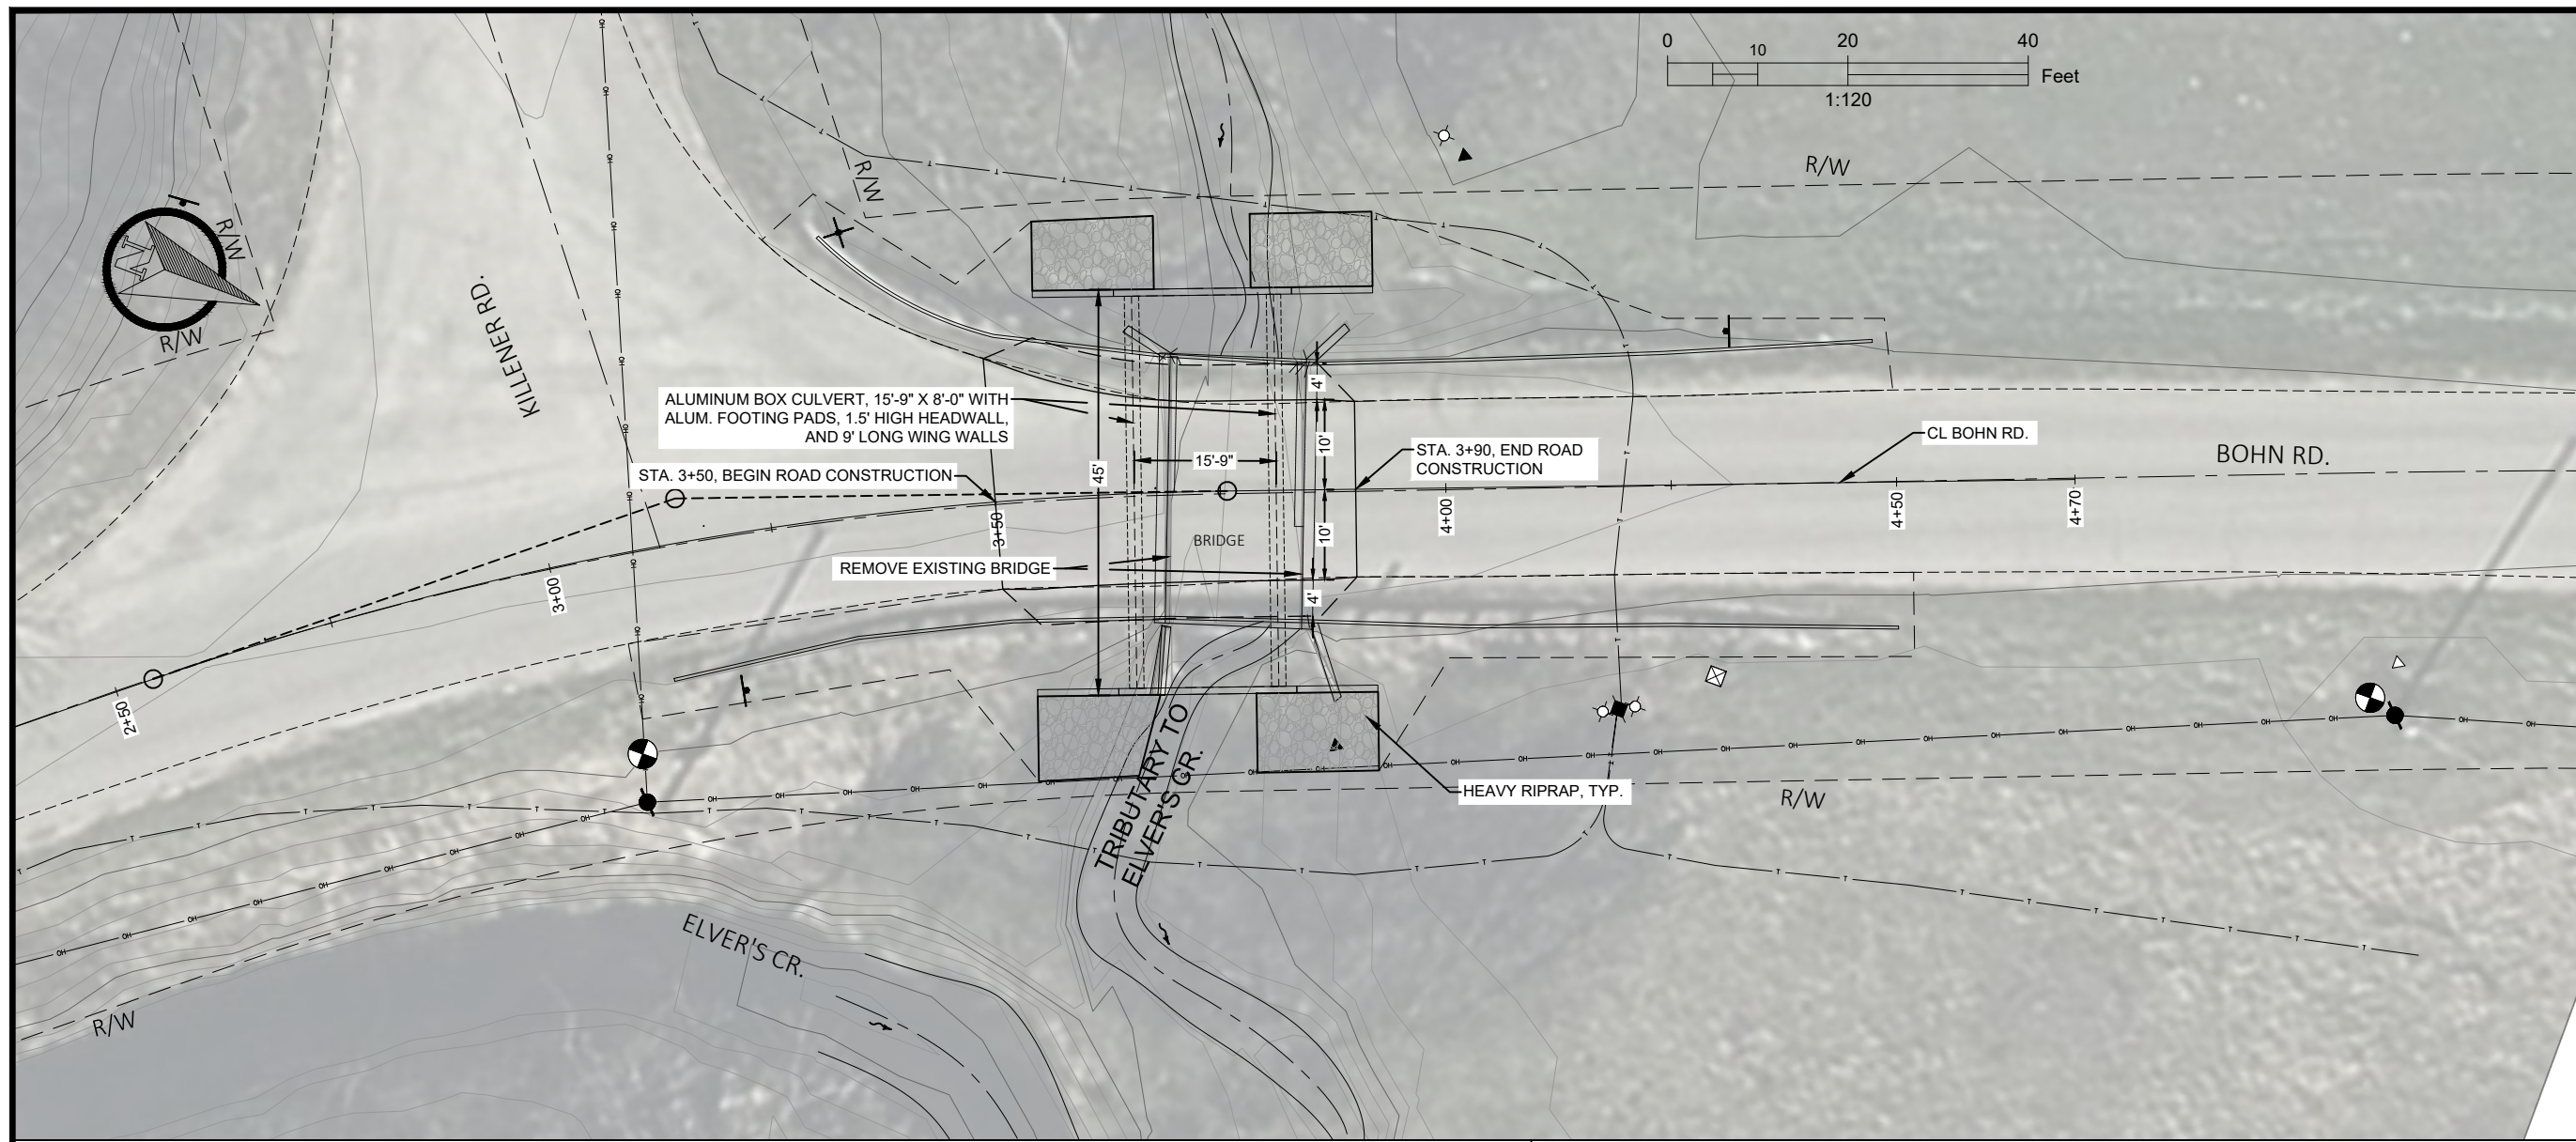 0
10
20
40
Feet
1:120
R/W
R/W
N
R/W
R/W
KILLENER RD.
ALUMINUM BOX CULVERT, 15'-9" X 8'-0" WITH
ALUM. FOOTING PADS, 1.5' HIGH HEADWALL,
AND 9' LONG WING WALLS
STA. 3+50, BEGIN ROAD CONSTRUCTION
45'
15'-9"
4'
10'
10'
4'
STA. 3+90, END ROAD
CONSTRUCTION
CL BOHN RD.
BOHN RD.
2+50
3+00
3+50
4+00
4+50
4+70
BRIDGE
REMOVE EXISTING BRIDGE
TRIBUTARY TO
ELVER'S CR.
HEAVY RIPRAP, TYP.
R/W
ELVER'S CR.
R/W